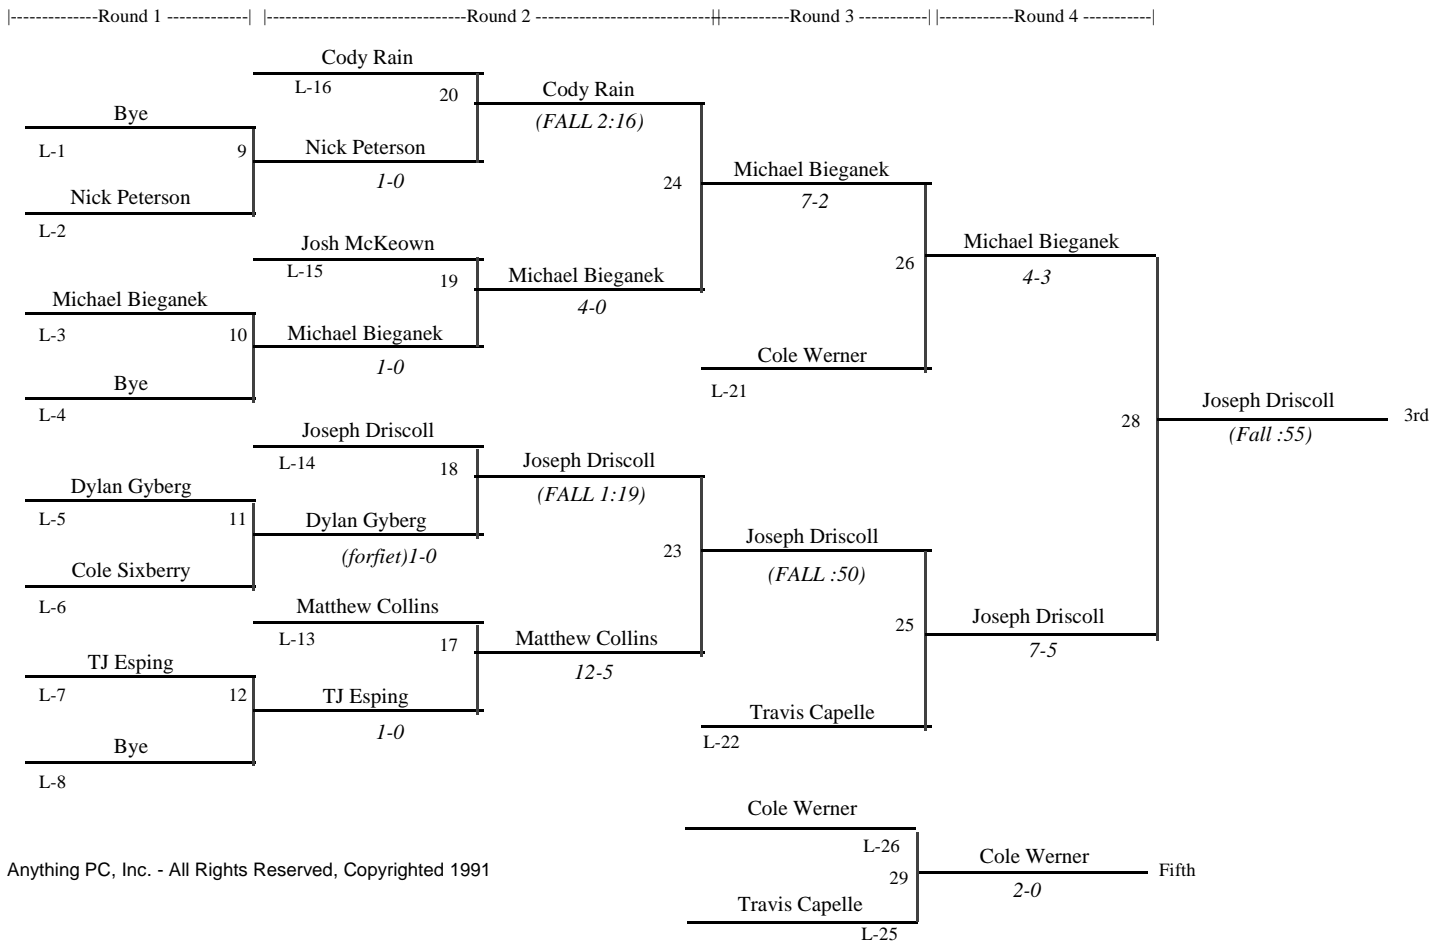 |--------------Round 1 --------------| |--------------------------------Round 2 -----------------------------||-----------Round 3 -----------| |------------Round 4 -----------|
Cody Rain
L-16
20
Cody Rain
(FALL 2:16)
Bye
L-1
9
Nick Peterson
1-0
Nick Peterson
L-2
24
Michael Bieganek
7-2
Josh McKeown
L-15
19
Michael Bieganek
4-0
Michael Bieganek
L-3
10
Michael Bieganek
1-0
Bye
L-4
26
Michael Bieganek
4-3
Cole Werner
L-21
Joseph Driscoll
L-14
18
Joseph Driscoll
(FALL 1:19)
Dylan Gyberg
L-5
11
Dylan Gyberg
(forfiet)1-0
Cole Sixberry
L-6
23
Joseph Driscoll
(FALL :50)
Matthew Collins
L-13
17
Matthew Collins
12-5
TJ Esping
L-7
12
TJ Esping
1-0
Bye
L-8
25
Joseph Driscoll
7-5
Travis Capelle
L-22
28
Joseph Driscoll
(Fall :55)
3rd
Cole Werner
L-26
29
Cole Werner
2-0
Fifth
Travis Capelle
L-25
Anything PC, Inc. - All Rights Reserved, Copyrighted 1991